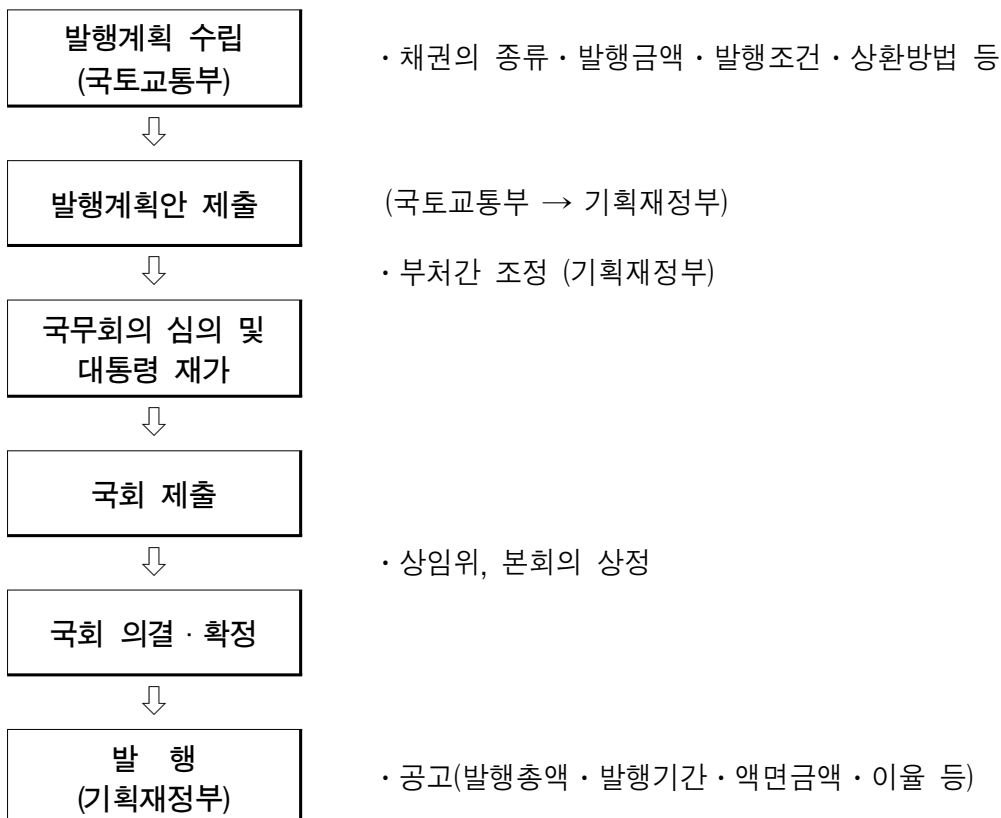 발행계획 수립
(국토교통부)
· 채권의 종류 · 발행금액 · 발행조건 · 상환방법 등
⇩
발행계획안 제출
(국토교통부 → 기획재정부)
⇩
· 부처간 조정 (기획재정부)
국무회의 심의 및
대통령 재가
⇩
국회 제출
⇩
· 상임위, 본회의 상정
국회 의결 · 확정
⇩
발 행
(기획재정부)
· 공고(발행총액 · 발행기간 · 액면금액 · 이율 등)